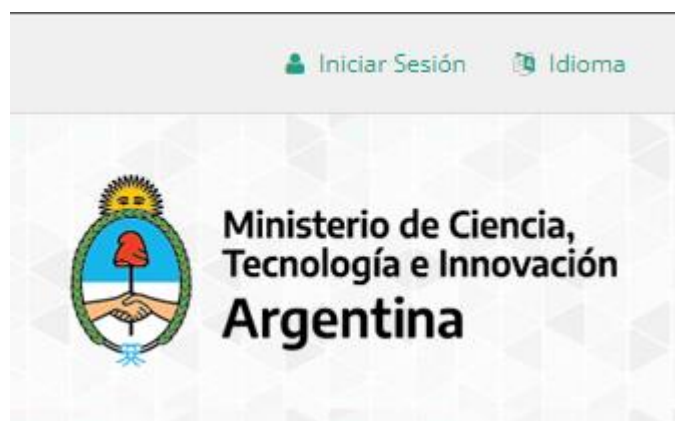 Iniciar Sesión Idioma
Ministerio de Ciencia,
Tecnología e Innovación
Argentina